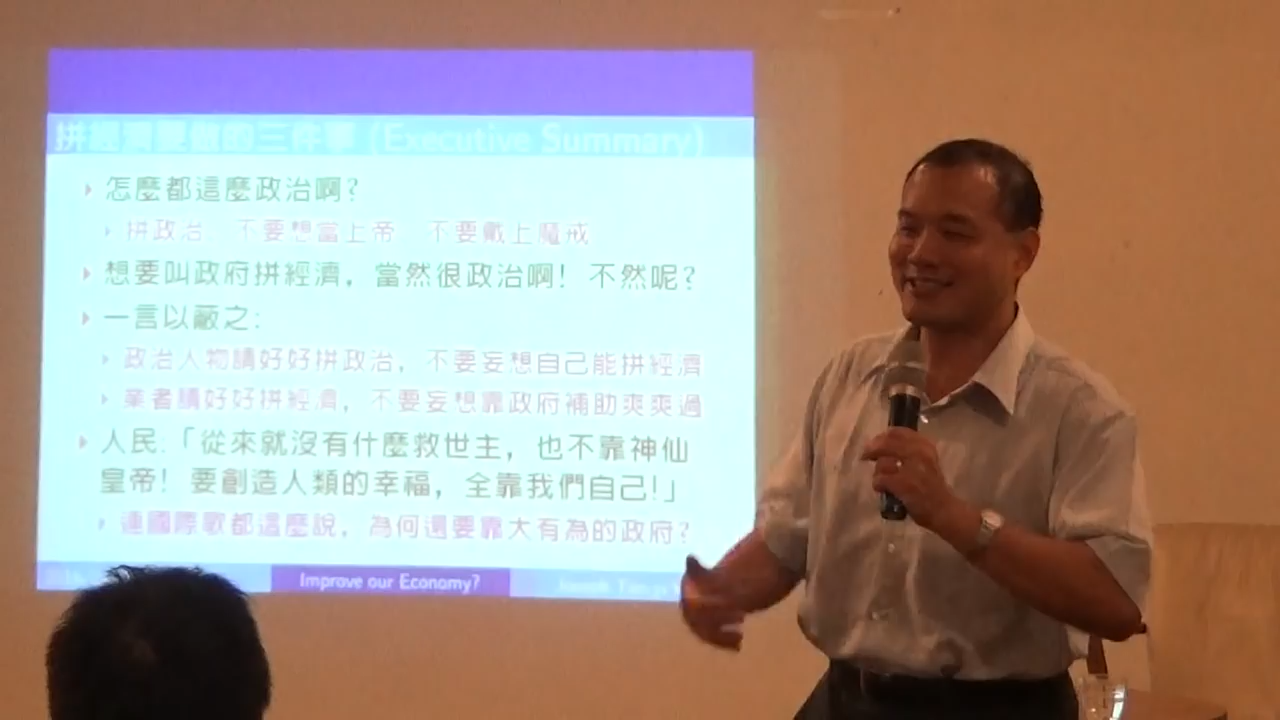 拼經濟要做的三件事 (Executive Summary)
怎麼都這麼政治啊?
拼政治，不要想當上帝，不要戴上魔戒
想要叫政府拼經濟，當然很政治啊！不然呢?
一言以蔽之:
政治人物請好好拼政治，不要妄想自己能拼經濟
業者請好好拼經濟，不要妄想靠政府補助爽爽過
人民:「從來就沒有什麼救世主，也不靠神仙
皇帝！要創造人類的幸福，全靠我們自己!」
連國際歌都這麼說，為何還要靠大有為的政府?
Improve our Economy?